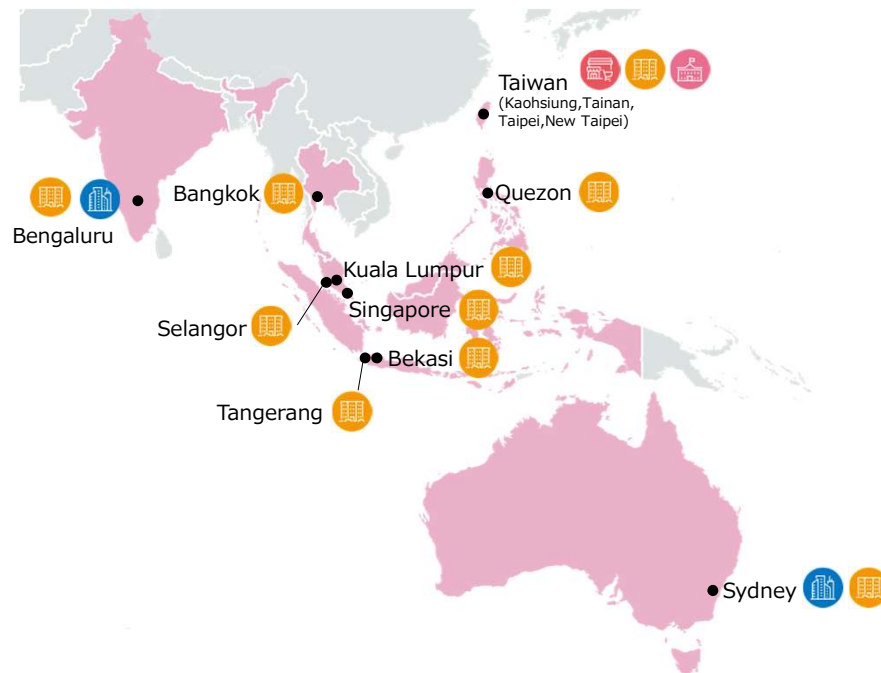 Taiwan
(Kaohsiung,Tainan,
Taipei,New Taipei)
Bangkok
Quezon
Bengaluru
Kuala Lumpur
Singapore
Selangor
Bekasi
Tangerang
Sydney